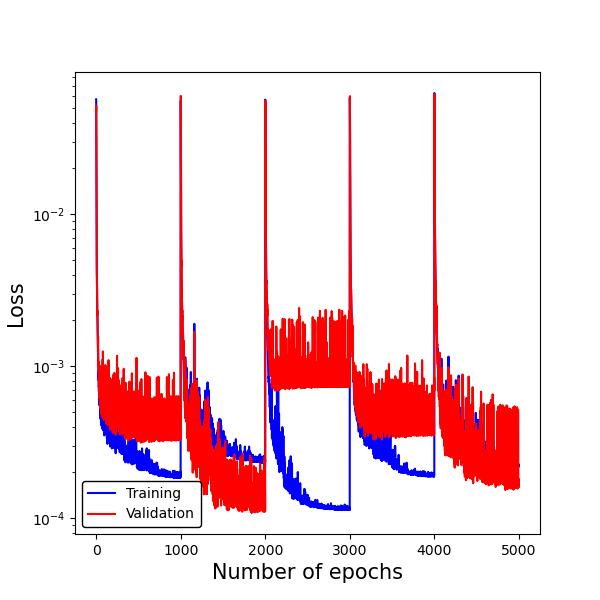 10⁻²
10⁻³
10⁻⁴
Loss
Training
Validation
0 1000 2000 3000 4000 5000
Number of epochs